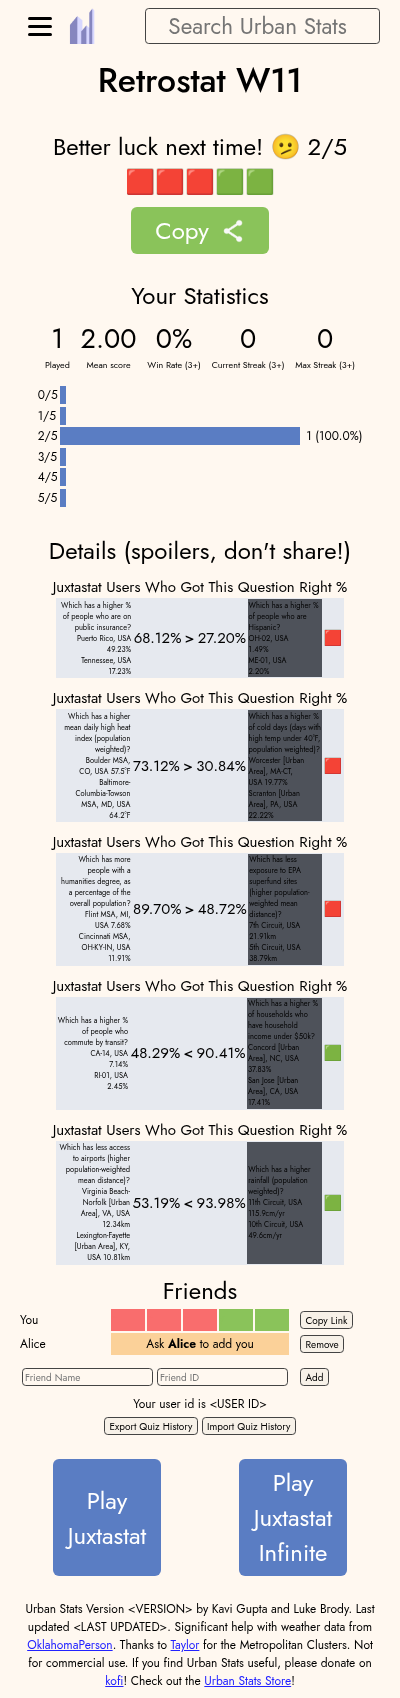 Search Urban Stats
Retrostat W11
Better luck next time! 🫤 2/5
🟥🟥🟥🟩🟩
Copy
Your Statistics
1 2.00 0% 0 0
Played Mean score Win Rate (3+) Current Streak (3+) Max Streak (3+)
0/5
1/5
2/5 1 (100.0%)
3/5
4/5
5/5
Details (spoilers, don't share!)
Juxtastat Users Who Got This Question Right %
Which has a higher %
of people who are on
public insurance?
Puerto Rico, USA
49.23%
Tennessee, USA
17.23%
68.12% > 27.20%
Which has a higher %
of people who are
Hispanic?
OH-02, USA
1.49%
ME-01, USA
2.20%
🟥
Juxtastat Users Who Got This Question Right %
Which has a higher
mean daily high heat
index (population
weighted)?
Boulder MSA,
CO, USA 57.5°F
Baltimore-
Columbia-Towson
MSA, MD, USA
64.2°F
73.12% > 30.84%
Which has a higher %
of cold days (days with
high temp under 40°F,
population weighted)?
Worcester [Urban
Area], MA-CT,
USA 19.77%
Scranton [Urban
Area], PA, USA
22.22%
🟥
Juxtastat Users Who Got This Question Right %
Which has more
people with a
humanities degree, as
a percentage of the
overall population?
Flint MSA, MI,
USA 7.68%
Cincinnati MSA,
OH-KY-IN, USA
11.91%
89.70% > 48.72%
Which has less
exposure to EPA
superfund sites
(higher population-
weighted mean
distance)?
7th Circuit, USA
21.91km
5th Circuit, USA
38.79km
🟥
Juxtastat Users Who Got This Question Right %
Which has a higher %
of people who
commute by transit?
CA-14, USA
7.14%
RI-01, USA
2.45%
48.29% < 90.41%
Which has a higher %
of households who
have household
income under $50k?
Concord [Urban
Area], NC, USA
37.83%
San Jose [Urban
Area], CA, USA
17.41%
🟩
Juxtastat Users Who Got This Question Right %
Which has less access
to airports (higher
population-weighted
mean distance)?
Virginia Beach-
Norfolk [Urban
Area], VA, USA
12.34km
Lexington-Fayette
[Urban Area], KY,
USA 10.81km
53.19% < 93.98%
Which has a higher
rainfall (population
weighted)?
11th Circuit, USA
115.9cm/yr
10th Circuit, USA
49.6cm/yr
🟩
Friends
You Copy Link
Alice Ask Alice to add you Remove
Friend Name Friend ID Add
Your user id is <USER ID>
Export Quiz History Import Quiz History
Play
Juxtastat
Play
Juxtastat
Infinite
Urban Stats Version <VERSION> by Kavi Gupta and Luke Brody. Last
updated <LAST UPDATED>. Significant help with weather data from
OklahomaPerson. Thanks to Taylor for the Metropolitan Clusters. Not
for commercial use. If you find Urban Stats useful, please donate on
kofi! Check out the Urban Stats Store!